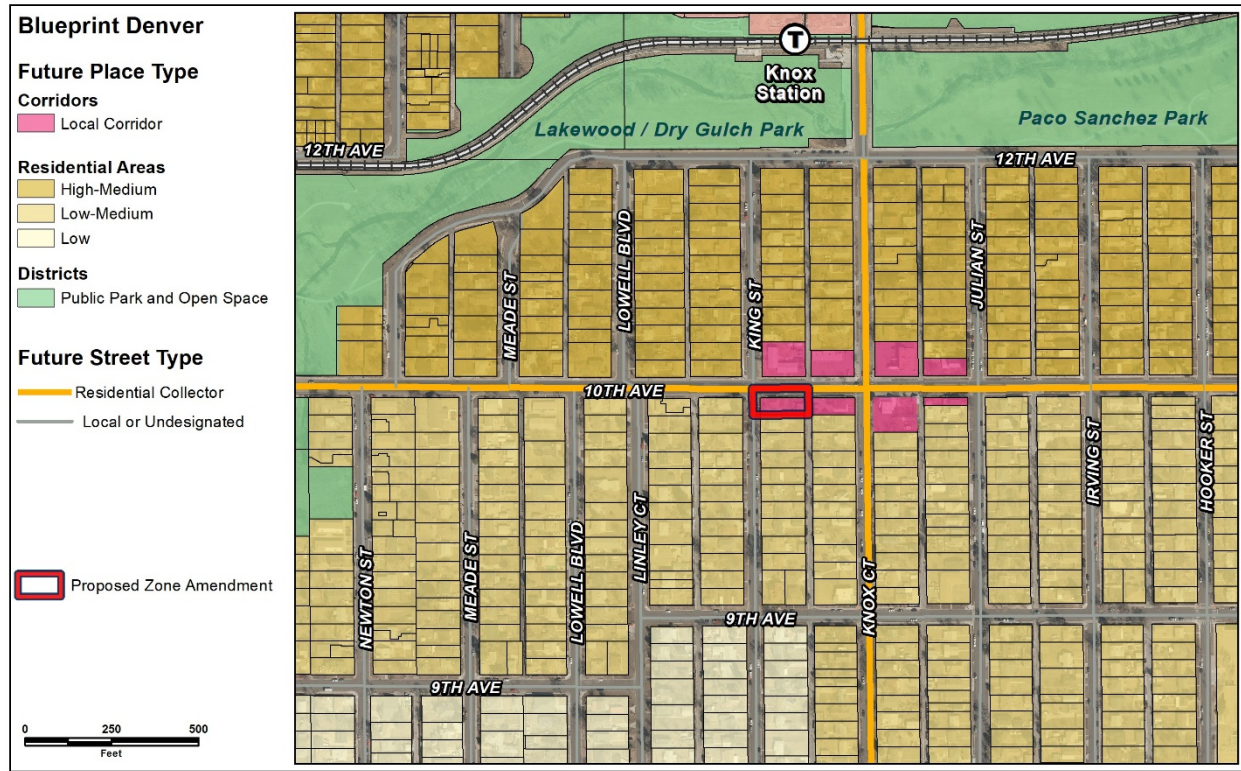 Blueprint Denver
Future Place Type
Corridors
Local Corridor
Residential Areas
High-Medium
Low-Medium
Low
Districts
Public Park and Open Space
Future Street Type
Residential Collector
Local or Undesignated
Proposed Zone Amendment
0 250 500
Feet
T
Knox
Station
Lakewood / Dry Gulch Park
Paco Sanchez Park
12TH AVE
12TH AVE
MEADE ST
LOWELL BLVD
KING ST
JULIAN ST
10TH AVE
NEWTON ST
MEADE ST
LOWELL BLVD
LINLEY CT
KNOX CT
IRVING ST
HOOKER ST
9TH AVE
9TH AVE